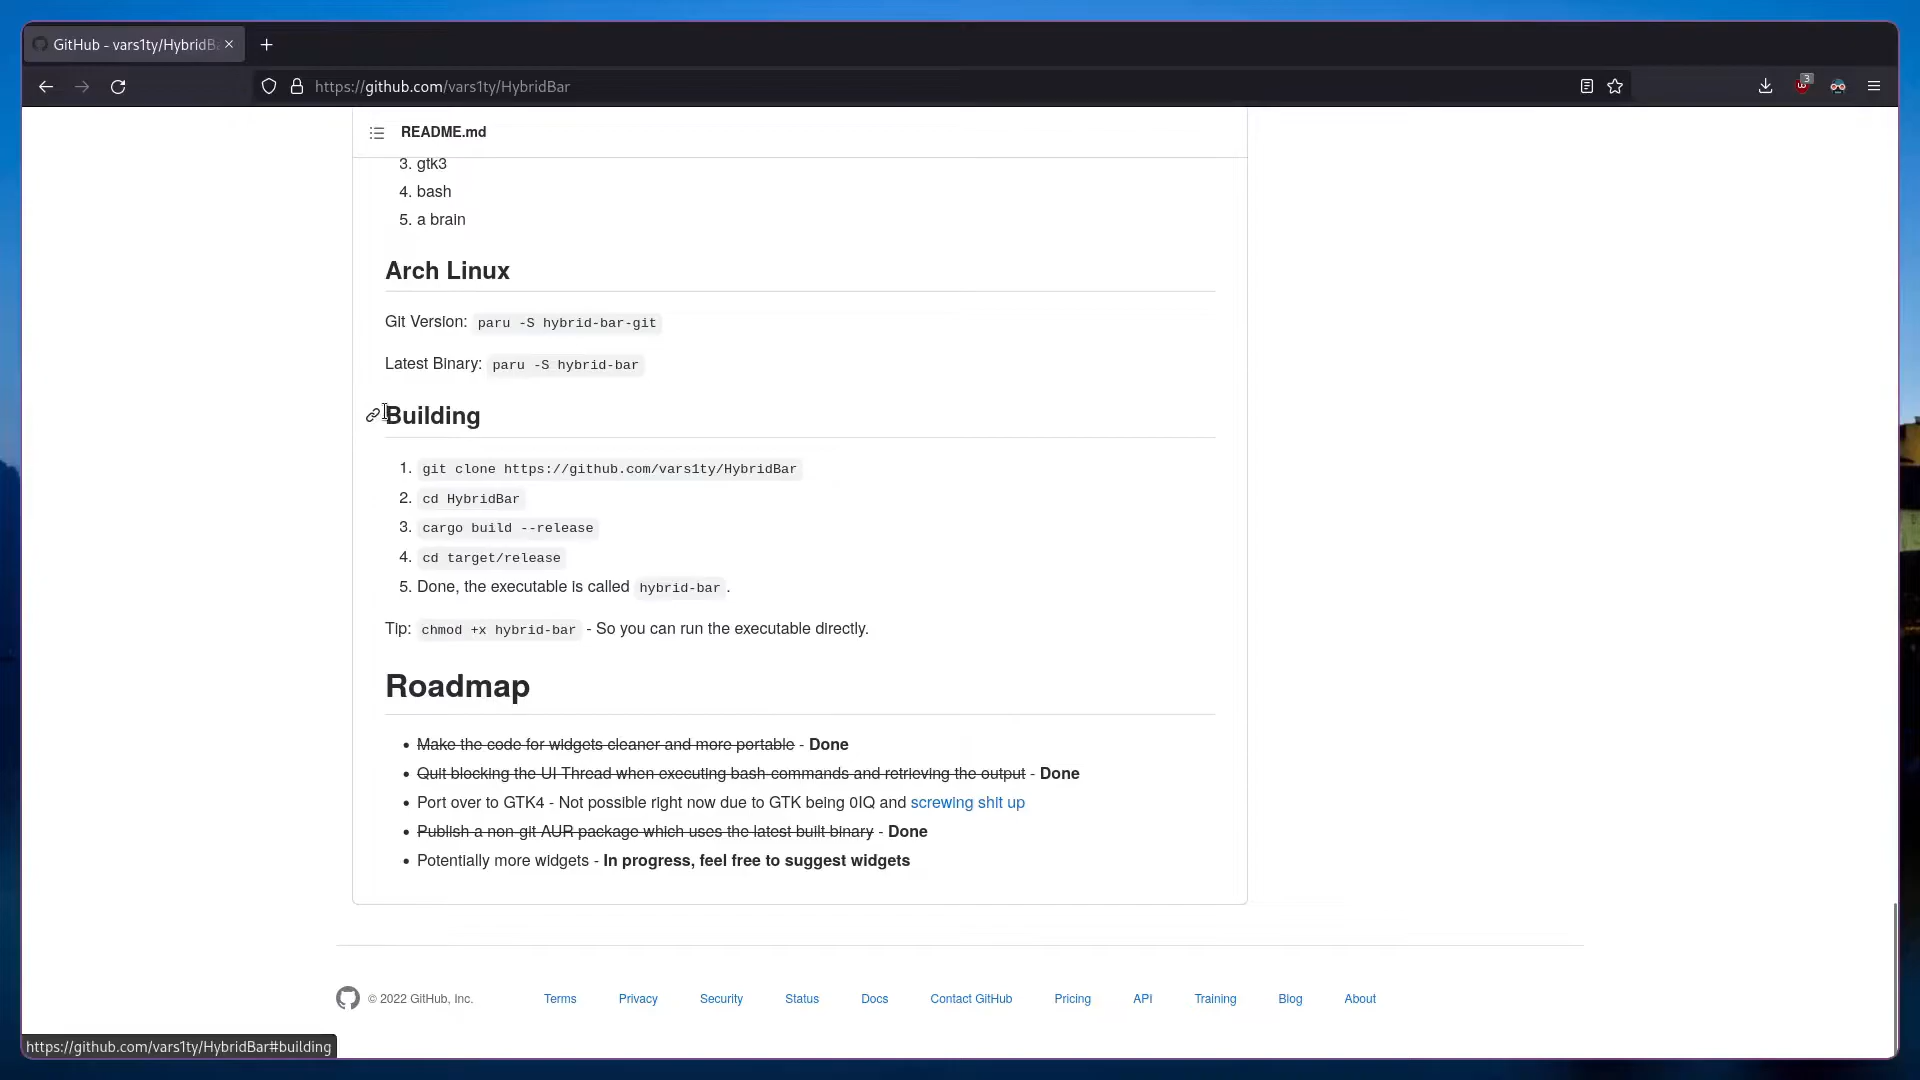 GitHub - vars1ty/HybridBa
https://github.com/vars1ty/HybridBar
3
README.md
3. gtk3
4. bash
5. a brain
Arch Linux
Git Version: paru -S hybrid-bar-git
Latest Binary: paru -S hybrid-bar
Building
1. git clone https://github.com/vars1ty/HybridBar
2. cd HybridBar
3. cargo build --release
4. cd target/release
5. Done, the executable is called hybrid-bar.
Tip: chmod +x hybrid-bar - So you can run the executable directly.
Roadmap
• Make the code for widgets cleaner and more portable - Done
• Quit blocking the UI Thread when executing bash commands and retrieving the output - Done
• Port over to GTK4 - Not possible right now due to GTK being 0IQ and screwing shit up
• Publish a non-git AUR package which uses the latest built binary - Done
• Potentially more widgets - In progress, feel free to suggest widgets
© 2022 GitHub, Inc. Terms Privacy Security Status Docs Contact GitHub Pricing API Training Blog About
https://github.com/vars1ty/HybridBar#building